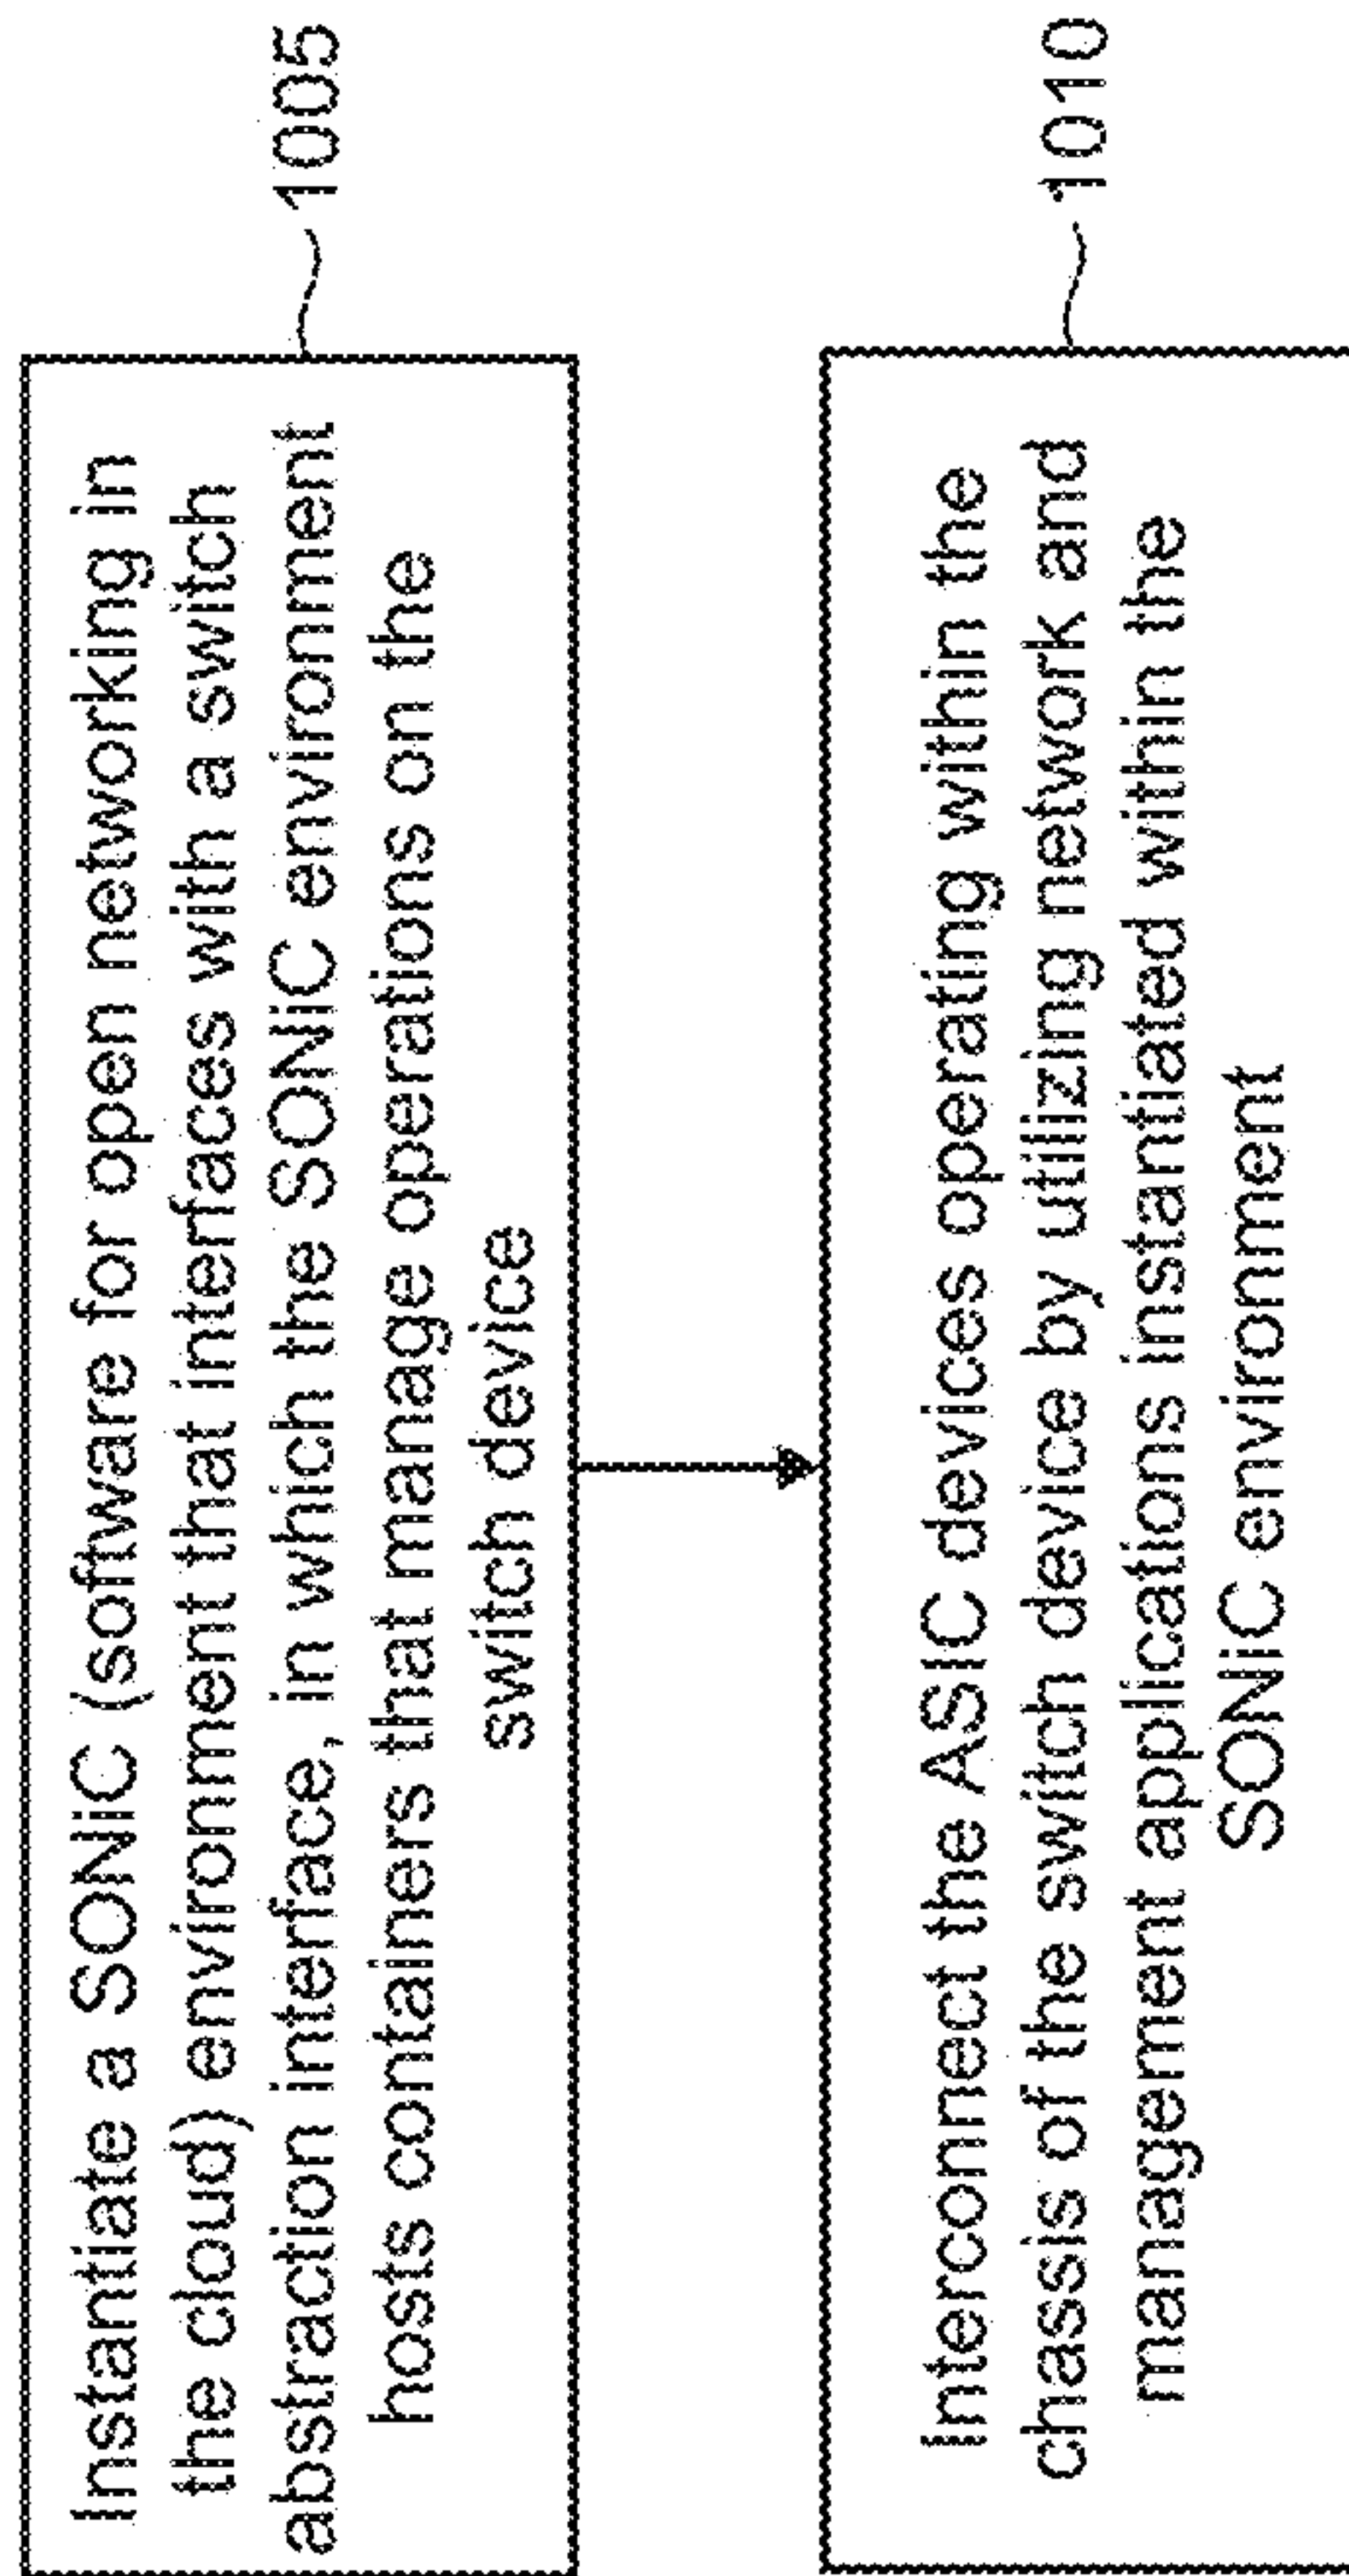 Instantiate a SONiC (software for open networking in
the cloud) environment that interfaces with a switch
abstraction interface, in which the SONiC environment
hosts containers that manage operations on the
switch device
1005
Interconnect the ASIC devices operating within the
chassis of the switch device by utilizing network and
management applications instantiated within the
SONiC environment
1010